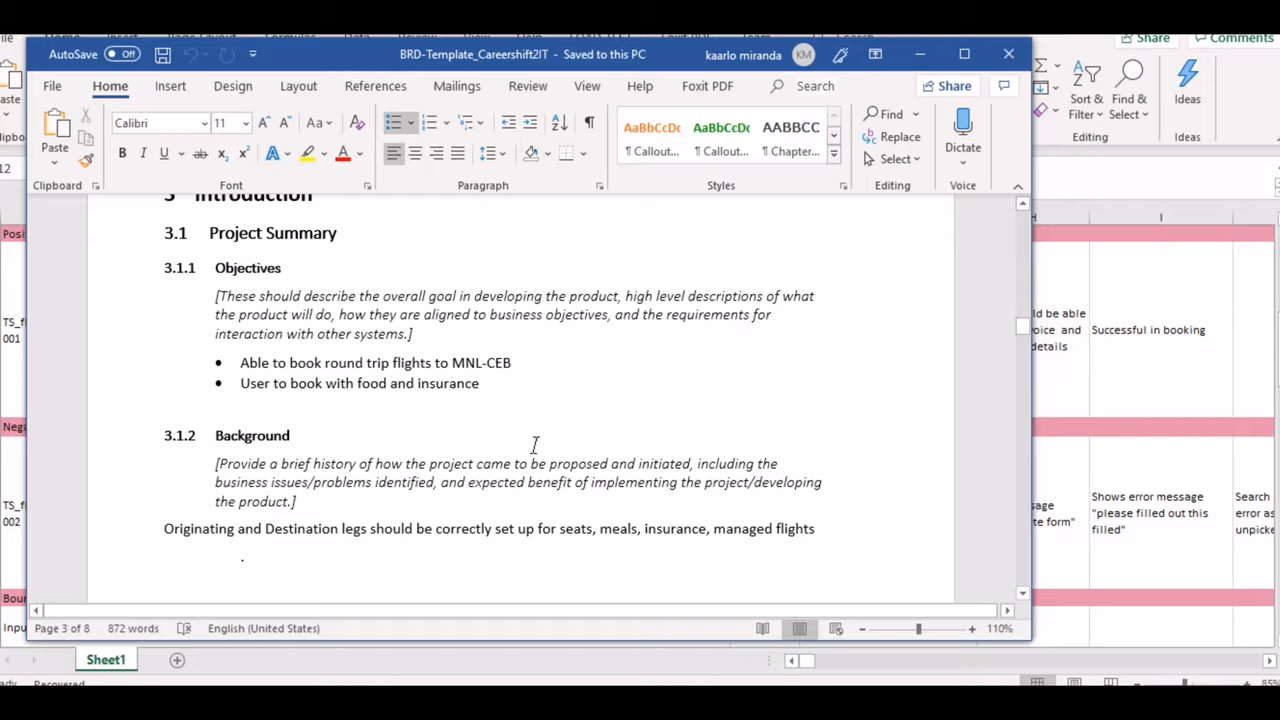 Share
Comments
AutoSave Off
BRD-Template_Careershift2IT - Saved to this PC
kaarlo miranda KM
File Home Insert Design Layout References Mailings Review View Help Foxit PDF Search Share
Paste
Calibri 11
Find
Replace
Select
Dictate
AaBbCcDc AaBbCcDc AABBCC
¶ Callout... ¶ Callout... ¶ Chapter...
Clipboard Font Paragraph Styles Editing Voice
Sort & Filter
Find & Select
Ideas
Editing Ideas
3 Introduction
3.1 Project Summary
3.1.1 Objectives
[These should describe the overall goal in developing the product, high level descriptions of what
the product will do, how they are aligned to business objectives, and the requirements for
interaction with other systems.]
• Able to book round trip flights to MNL-CEB
• User to book with food and insurance
3.1.2 Background
[Provide a brief history of how the project came to be proposed and initiated, including the
business issues/problems identified, and expected benefit of implementing the project/developing
the product.]
Originating and Destination legs should be correctly set up for seats, meals, insurance, managed flights
.
Page 3 of 8 872 words English (United States) 110%
12
Posi
TS_f
001
Nega
TS_f
002
Boun
Inpu
I
ld be able
oice and
details
Successful in booking
sage
te form"
Shows error message
"please filled out this
filled"
Search
error as
unpicke
Sheet1
Recovered
85%